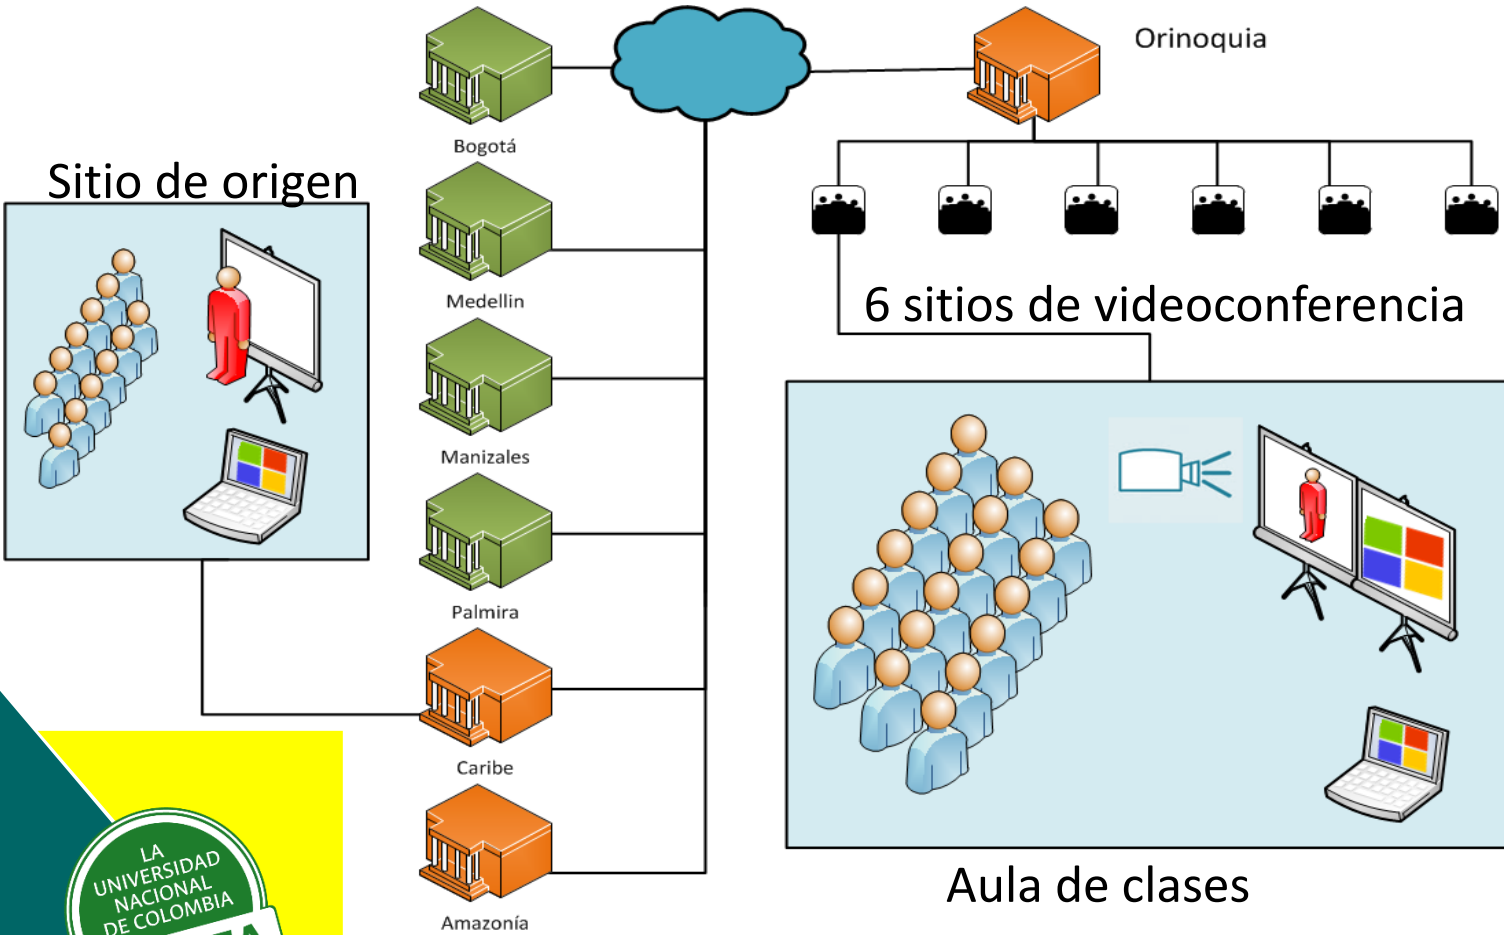 Orinoquia
Bogotá
Sitio de origen
Medellin
6 sitios de videoconferencia
Manizales
Palmira
Caribe
Amazonía
Aula de clases
LA
UNIVERSIDAD
NACIONAL
DE COLOMBIA